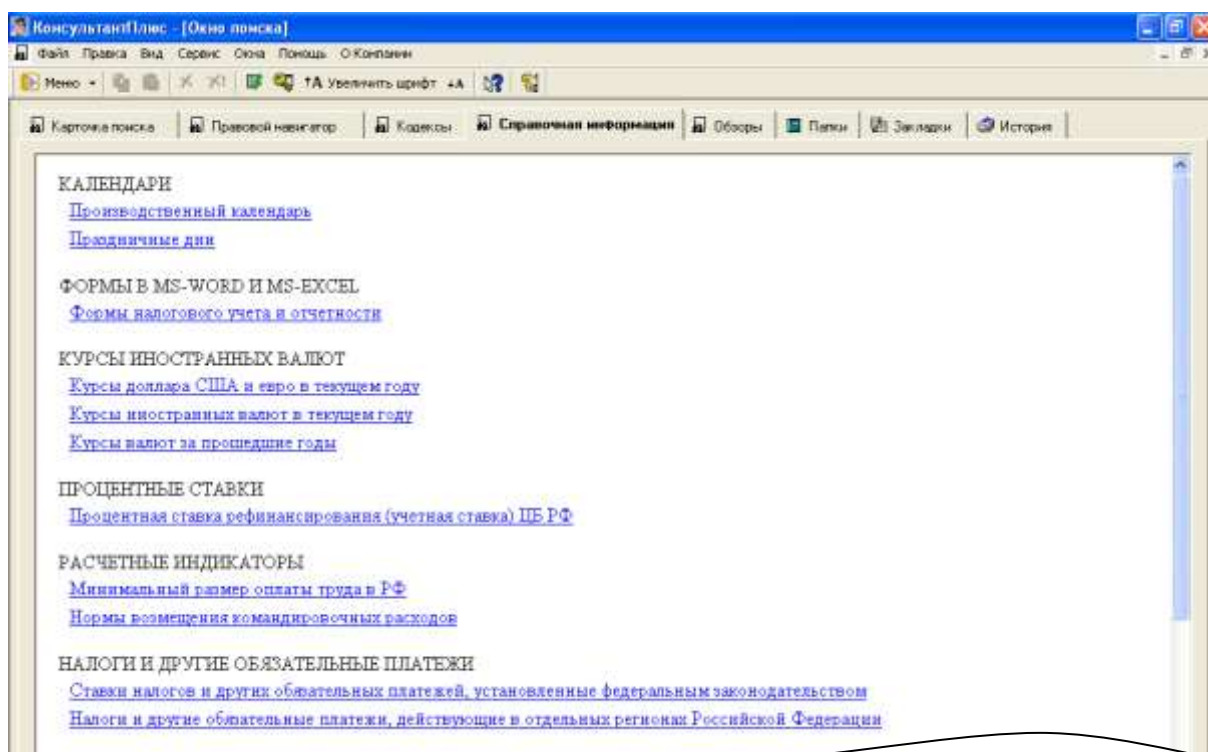 КонсультантПлюс - [Окно поиска]
Файл Правка Вид Сервис Окна Помощь О Компании
Меню Увеличить шрифт
Карточка поиска Правовой навигатор Кодексы Справочная информация Обзоры Папки Закладки История
КАЛЕНДАРИ
Производственный календарь
Праздничные дни
ФОРМЫ В MS-WORD И MS-EXCEL
Формы налогового учета и отчетности
КУРСЫ ИНОСТРАННЫХ ВАЛЮТ
Курсы доллара США и евро в текущем году
Курсы иностранных валют в текущем году
Курсы валют за прошедшие годы
ПРОЦЕНТНЫЕ СТАВКИ
Процентная ставка рефинансирования (учетная ставка) ЦБ РФ
РАСЧЕТНЫЕ ИНДИКАТОРЫ
Минимальный размер оплаты труда в РФ
Нормы возмещения командировочных расходов
НАЛОГИ И ДРУГИЕ ОБЯЗАТЕЛЬНЫЕ ПЛАТЕЖИ
Ставки налогов и других обязательных платежей, установленные федеральным законодательством
Налоги и другие обязательные платежи, действующие в отдельных регионах Российской Федерации